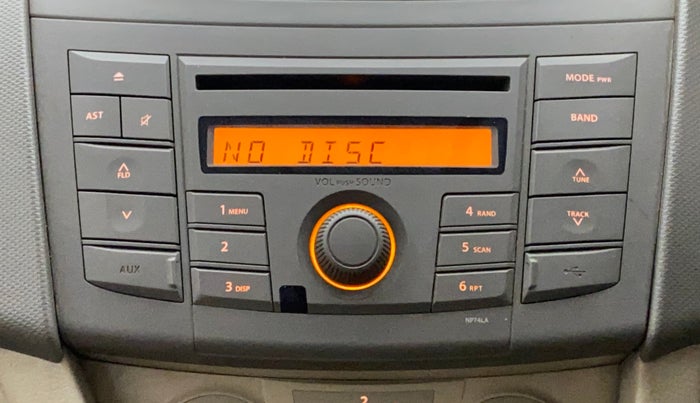 MODE PWR
AST
BAND
NO DISC
FLD
TUNE
VOL PUSH SOUND
1 MENU
4 RAND
TRACK
2
5 SCAN
AUX
3 DISP
6 RPT
NP74LA
2